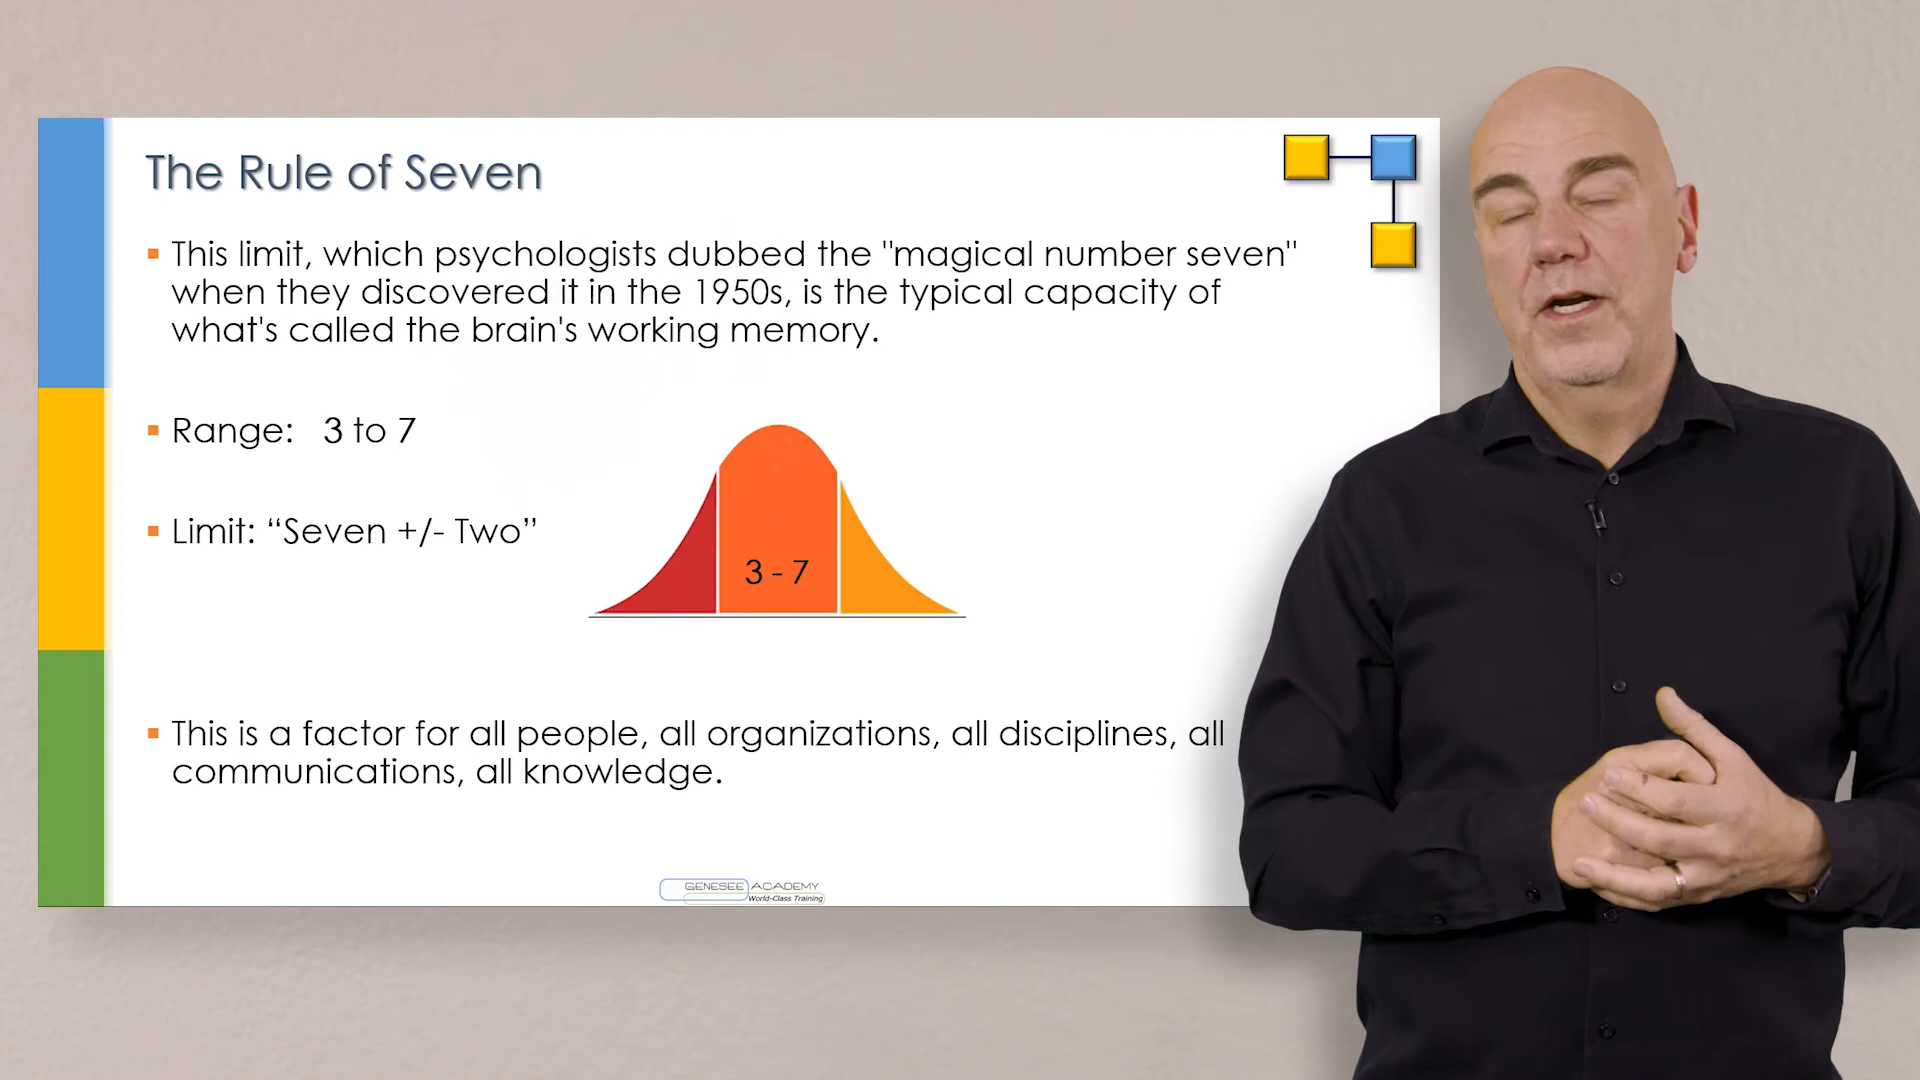 The Rule of Seven
This limit, which psychologists dubbed the "magical number seven"
when they discovered it in the 1950s, is the typical capacity of
what's called the brain's working memory.
Range: 3 to 7
Limit: “Seven +/- Two”
3 - 7
This is a factor for all people, all organizations, all disciplines, all
communications, all knowledge.
GENESEE ACADEMY
World-Class Training